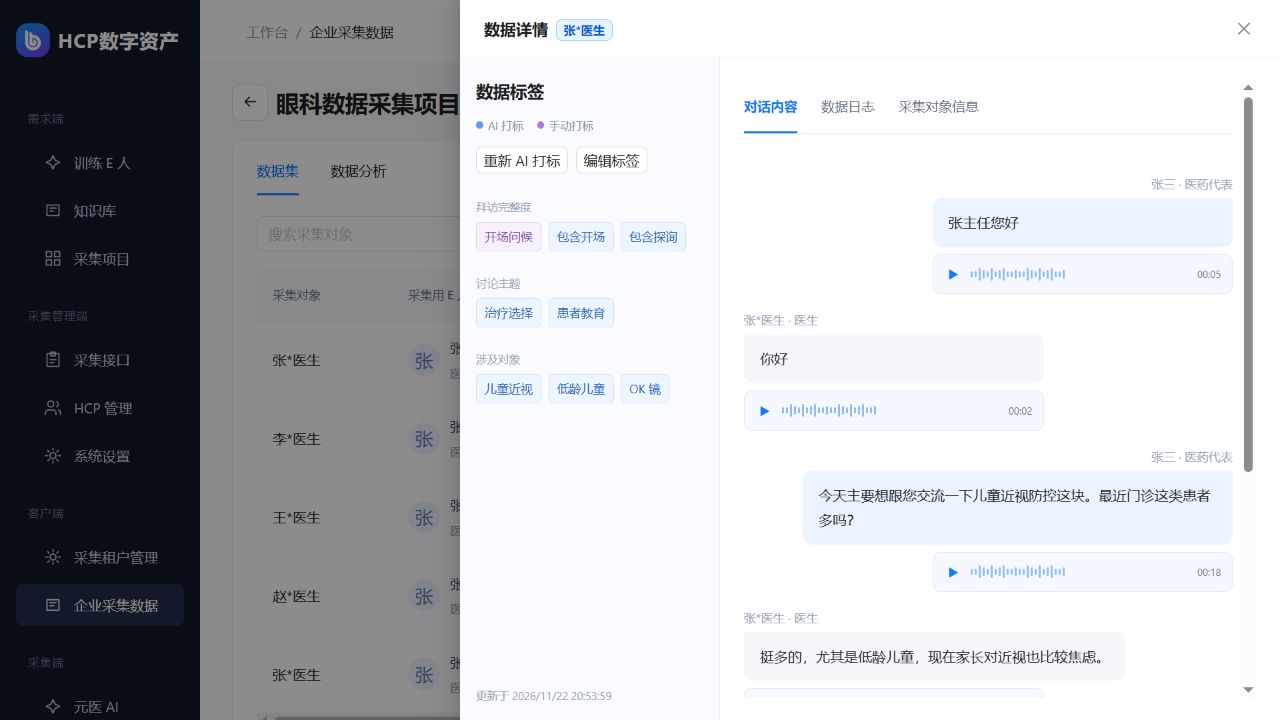 HCP数字资产
需求端
训练 E 人
知识库
采集项目
采集管理端
采集接口
HCP 管理
系统设置
客户端
采集租户管理
企业采集数据
采集端
元医 AI
工作台 / 企业采集数据
眼科数据采集项目
数据集
数据分析
搜索采集对象
采集对象
采集用 E
张*医生
张
李*医生
张
王*医生
张
赵*医生
张
张*医生
张
数据详情
张*医生
数据标签
AI 打标
手动打标
重新 AI 打标
编辑标签
拜访完整度
开场问候
包含开场
包含探询
讨论主题
治疗选择
患者教育
涉及对象
儿童近视
低龄儿童
OK 镜
更新于 2026/11/22 20:53:59
对话内容
数据日志
采集对象信息
张三 · 医药代表
张主任您好
00:05
张*医生 · 医生
你好
00:02
张三 · 医药代表
今天主要想跟您交流一下儿童近视防控这块。最近门诊这类患者
多吗?
00:18
张*医生 · 医生
挺多的，尤其是低龄儿童，现在家长对近视也比较焦虑。